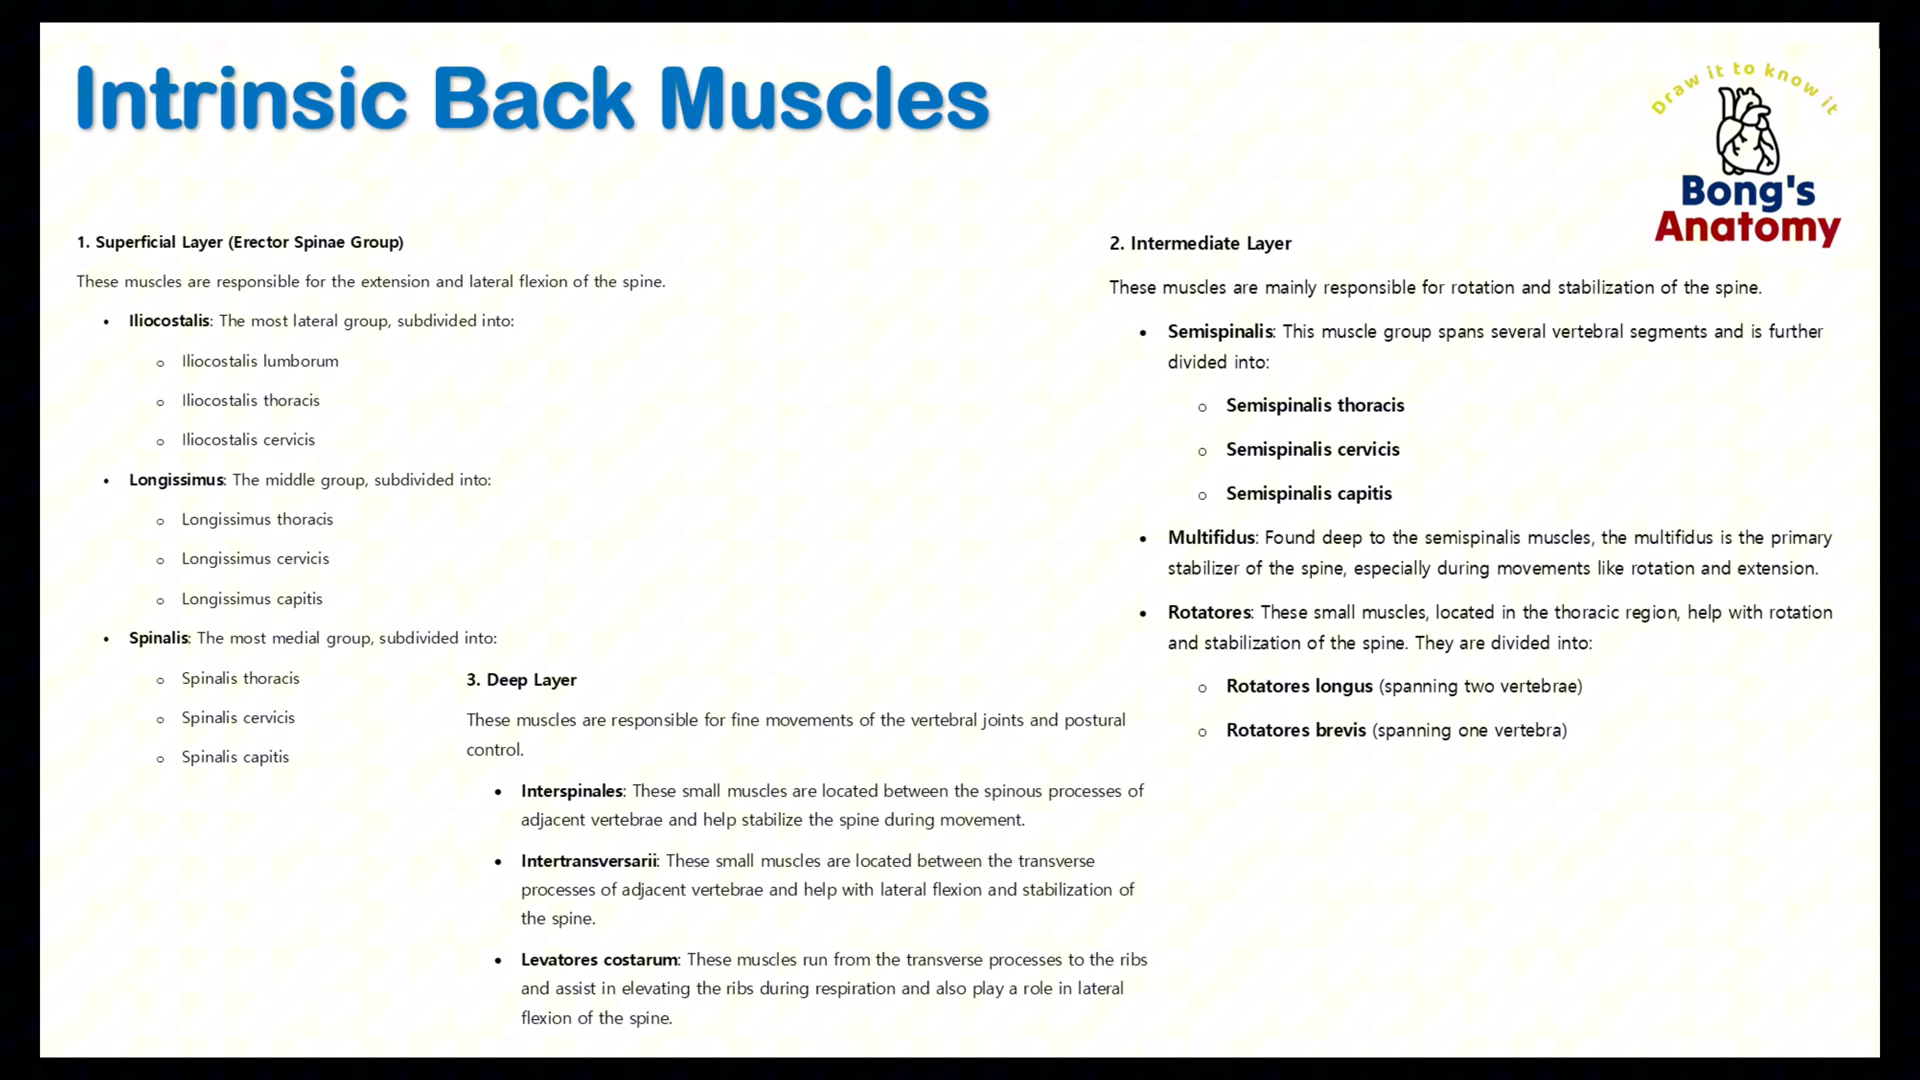 Intrinsic Back Muscles
Draw it to know it
Bong's
Anatomy
1. Superficial Layer (Erector Spinae Group)
These muscles are responsible for the extension and lateral flexion of the spine.
• Iliocostalis: The most lateral group, subdivided into:
o Iliocostalis lumborum
o Iliocostalis thoracis
o Iliocostalis cervicis
• Longissimus: The middle group, subdivided into:
o Longissimus thoracis
o Longissimus cervicis
o Longissimus capitis
• Spinalis: The most medial group, subdivided into:
o Spinalis thoracis
o Spinalis cervicis
o Spinalis capitis
2. Intermediate Layer
These muscles are mainly responsible for rotation and stabilization of the spine.
• Semispinalis: This muscle group spans several vertebral segments and is further
divided into:
o Semispinalis thoracis
o Semispinalis cervicis
o Semispinalis capitis
• Multifidus: Found deep to the semispinalis muscles, the multifidus is the primary
stabilizer of the spine, especially during movements like rotation and extension.
• Rotatores: These small muscles, located in the thoracic region, help with rotation
and stabilization of the spine. They are divided into:
o Rotatores longus (spanning two vertebrae)
o Rotatores brevis (spanning one vertebra)
3. Deep Layer
These muscles are responsible for fine movements of the vertebral joints and postural
control.
• Interspinales: These small muscles are located between the spinous processes of
adjacent vertebrae and help stabilize the spine during movement.
• Intertransversarii: These small muscles are located between the transverse
processes of adjacent vertebrae and help with lateral flexion and stabilization of
the spine.
• Levatores costarum: These muscles run from the transverse processes to the ribs
and assist in elevating the ribs during respiration and also play a role in lateral
flexion of the spine.